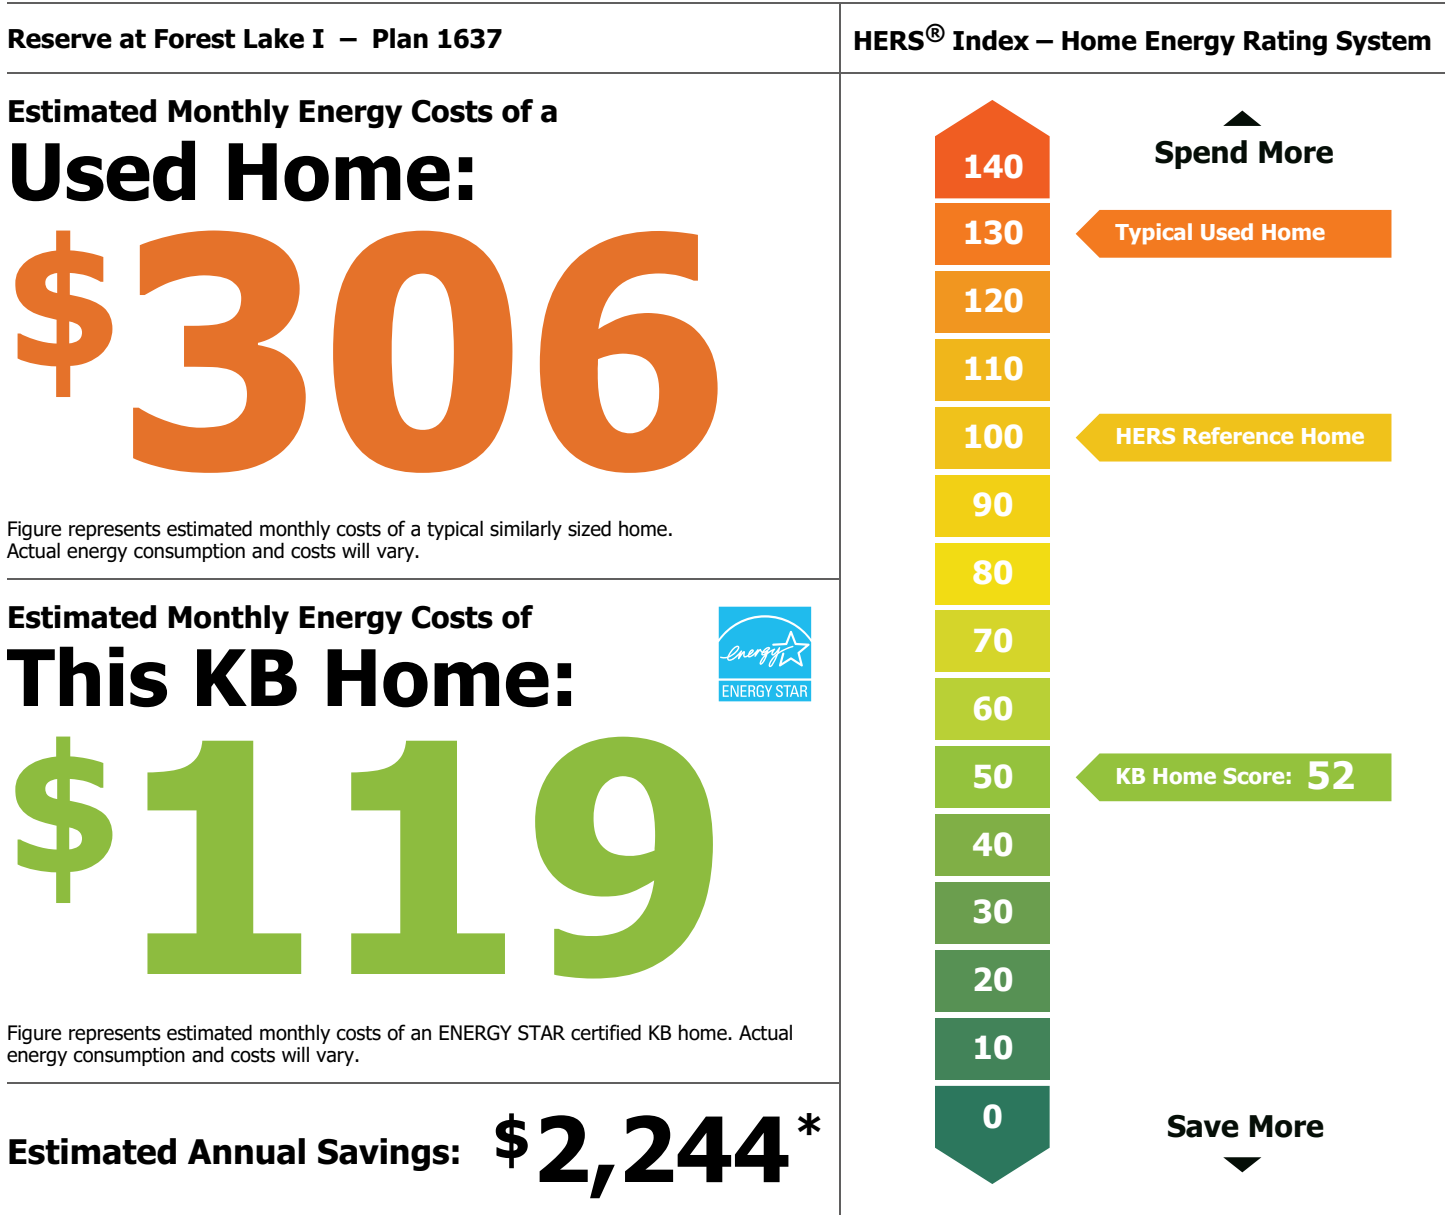 Reserve at Forest Lake I – Plan 1637
Estimated Monthly Energy Costs of a
Used Home:
$306
Figure represents estimated monthly costs of a typical similarly sized home.
Actual energy consumption and costs will vary.
Estimated Monthly Energy Costs of
This KB Home:
energy
ENERGY STAR
$119
Figure represents estimated monthly costs of an ENERGY STAR certified KB home. Actual
energy consumption and costs will vary.
Estimated Annual Savings: $2,244*
HERS® Index – Home Energy Rating System
Spend More
140
130
Typical Used Home
120
110
100
HERS Reference Home
90
80
70
60
50
KB Home Score: 52
40
30
20
10
0
Save More